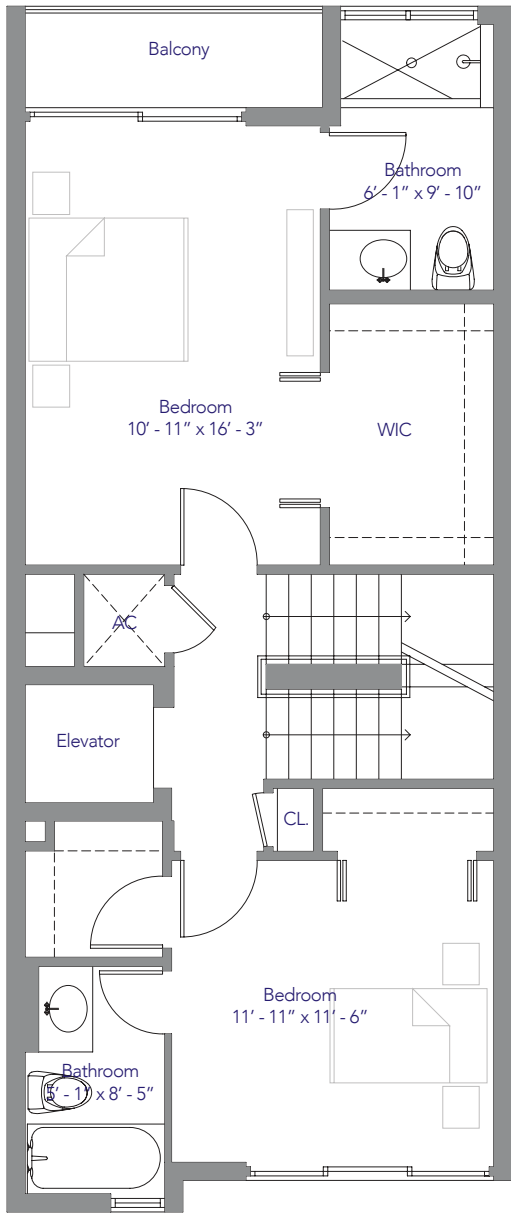 Balcony
Bathroom
6' - 1" x 9' - 10"
Bedroom
10' - 11" x 16' - 3"
WIC
AC
Elevator
CL.
Bedroom
11' - 11" x 11' - 6"
Bathroom
5' - 1" x 8' - 5"